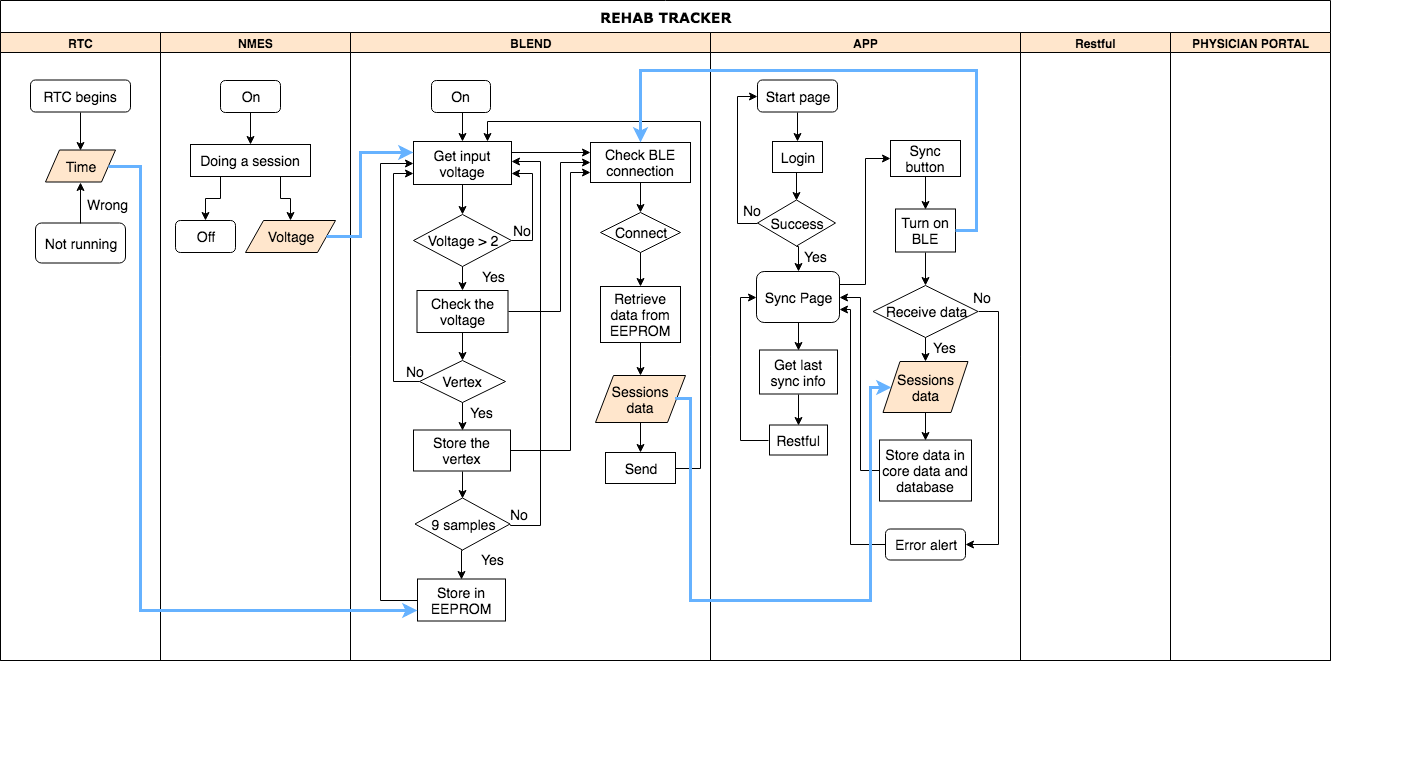 REHAB TRACKER
RTC
NMES
BLEND
APP
Restful
PHYSICIAN PORTAL
RTC begins
Time
Wrong
Not running
On
Doing a session
Off
Voltage
On
Get input
voltage
Voltage > 2
No
Yes
Check the
voltage
No
Vertex
Yes
Store the
vertex
9 samples
No
Yes
Store in
EEPROM
Check BLE
connection
Connect
Retrieve
data from
EEPROM
Sessions
data
Send
Start page
Login
No
Success
Yes
Sync Page
Get last
sync info
Restful
Sync
button
Turn on
BLE
No
Receive data
Yes
Sessions
data
Store data in
core data and
database
Error alert